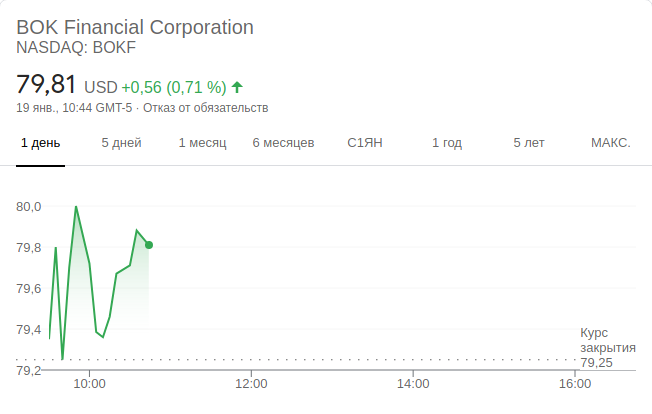 BOK Financial Corporation
NASDAQ: BOKF
79,81 USD +0,56 (0,71 %)
19 янв., 10:44 GMT-5 · Отказ от обязательств
1 день 5 дней 1 месяц 6 месяцев С1ЯН 1 год 5 лет МАКС.
80,0
79,8
79,6
79,4
79,2
Курс
закрытия
79,25
10:00 12:00 14:00 16:00